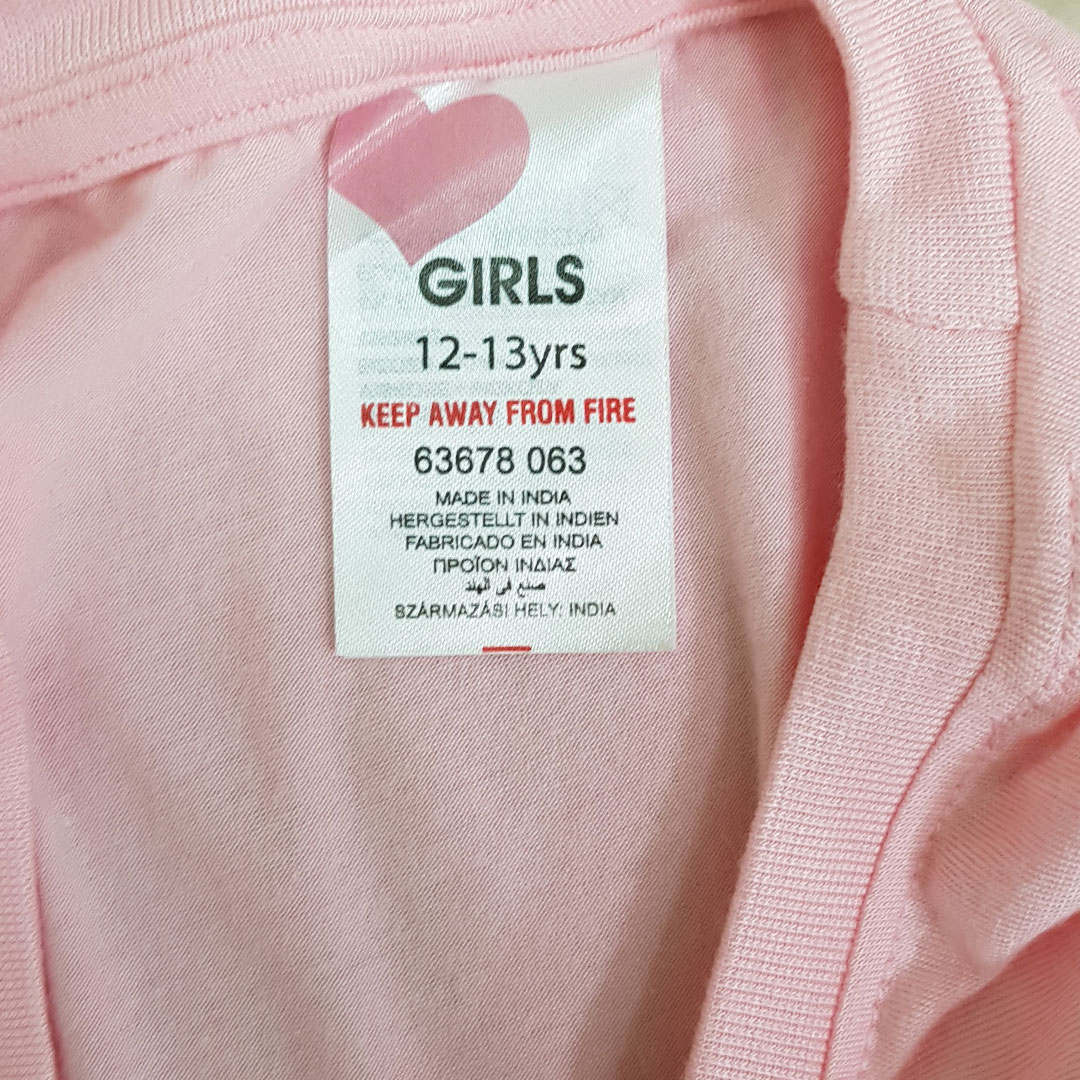 GIRLS
12-13yrs
KEEP AWAY FROM FIRE
63678 063
MADE IN INDIA
HERGESTELLT IN INDIEN
FABRICADO EN INDIA
ΠΡΟΪΟΝ ΙΝΔΙΑΣ
صنع في الهند
SZÁRMAZÁSI HELY: INDIA